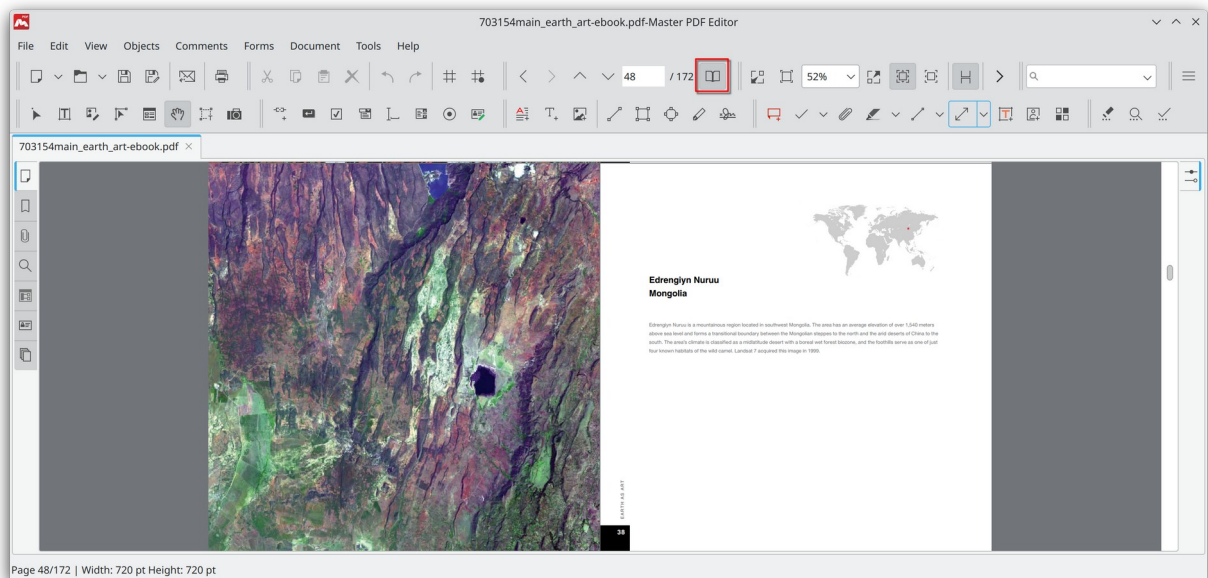 703154main_earth_art-ebook.pdf-Master PDF Editor
File Edit View Objects Comments Forms Document Tools Help
48 / 172 52%
703154main_earth_art-ebook.pdf
Edrengiyn Nuruu
Mongolia
Edrengiyn Nuruu is a mountainous region located in southwest Mongolia. The area has an average elevation of over 1,540 meters
above sea level and forms a transitional boundary between the Mongolian steppes to the north and the arid deserts of China to the
south. The area's climate is classified as a midlatitude desert with a boreal wet forest biozone, and the foothills serve as one of just
four known habitats of the wild camel. Landsat 7 acquired this image in 1999.
EARTH AS ART
38
Page 48/172 | Width: 720 pt Height: 720 pt